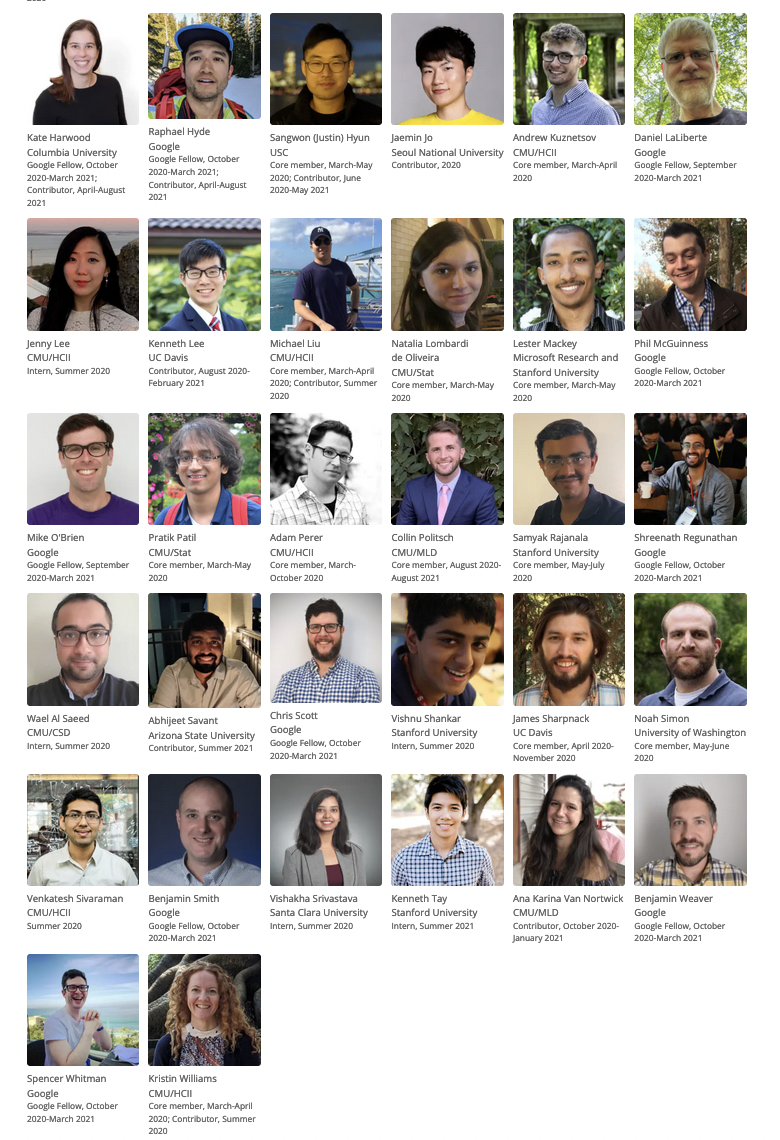 Kate Harwood
Columbia University
Google Fellow, October
2020-March 2021;
Contributor, April-August
2021
Raphael Hyde
Google
Google Fellow, October
2020-March 2021;
Contributor, April-August
2021
Sangwon (Justin) Hyun
USC
Core member, March-May
2020; Contributor, June
2020-May 2021
Jaemin Jo
Seoul National University
Contributor, 2020
Andrew Kuznetsov
CMU/HCII
Core member, March-April
2020
Daniel LaLiberte
Google
Google Fellow, September
2020-March 2021
Jenny Lee
CMU/HCII
Intern, Summer 2020
Kenneth Lee
UC Davis
Contributor, August 2020-
February 2021
Michael Liu
CMU/HCII
Core member, March-April
2020; Contributor, Summer
2020
Natalia Lombardi
de Oliveira
CMU/Stat
Core member, March-May
2020
Lester Mackey
Microsoft Research and
Stanford University
Core member, March-May
2020
Phil McGuinness
Google
Google Fellow, October
2020-March 2021
Mike O'Brien
Google
Google Fellow, September
2020-March 2021
Pratik Patil
CMU/Stat
Core member, March-May
2020
Adam Perer
CMU/HCII
Core member, March-
October 2020
Collin Politsch
CMU/MLD
Core member, August 2020-
August 2021
Samyak Rajanala
Stanford University
Core member, May-July
2020
Shreenath Regunathan
Google
Google Fellow, October
2020-March 2021
Wael Al Saeed
CMU/CSD
Intern, Summer 2020
Abhijeet Savant
Arizona State University
Contributor, Summer 2021
Chris Scott
Google
Google Fellow, October
2020-March 2021
Vishnu Shankar
Stanford University
Intern, Summer 2020
James Sharpnack
UC Davis
Core member, April 2020-
November 2020
Noah Simon
University of Washington
Core member, May-June
2020
Venkatesh Sivaraman
CMU/HCII
Summer 2020
Benjamin Smith
Google
Google Fellow, October
2020-March 2021
Vishakha Srivastava
Santa Clara University
Intern, Summer 2020
Kenneth Tay
Stanford University
Intern, Summer 2021
Ana Karina Van Nortwick
CMU/MLD
Contributor, October 2020-
January 2021
Benjamin Weaver
Google
Google Fellow, October
2020-March 2021
Spencer Whitman
Google
Google Fellow, October
2020-March 2021
Kristin Williams
CMU/HCII
Core member, March-April
2020; Contributor, Summer
2020